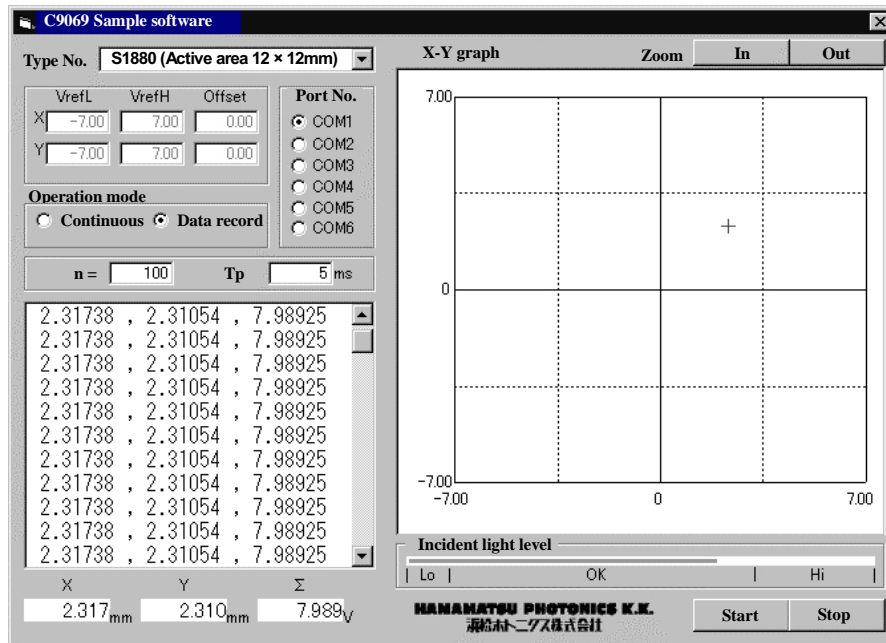 C9069 Sample software
Type No. S1880 (Active area 12 × 12mm)
X-Y graph
Zoom In Out
VrefL VrefH Offset
X -7.00 7.00 0.00
Y -7.00 7.00 0.00
Port No.
COM1
COM2
COM3
COM4
COM5
COM6
Operation mode
Continuous Data record
n = 100 Tp 5 ms
2.31738 , 2.31054 , 7.98925
2.31738 , 2.31054 , 7.98925
2.31738 , 2.31054 , 7.98925
2.31738 , 2.31054 , 7.98925
2.31738 , 2.31054 , 7.98925
2.31738 , 2.31054 , 7.98925
2.31738 , 2.31054 , 7.98925
2.31738 , 2.31054 , 7.98925
2.31738 , 2.31054 , 7.98925
2.31738 , 2.31054 , 7.98925
2.31738 , 2.31054 , 7.98925
X Y Σ
2.317 mm 2.310 mm 7.989 V
7.00
0
-7.00
-7.00 0 7.00
Incident light level
| Lo | OK | Hi |
HAMAMATSU PHOTONICS K.K.
浜松ホトニクス株式会社
Start Stop